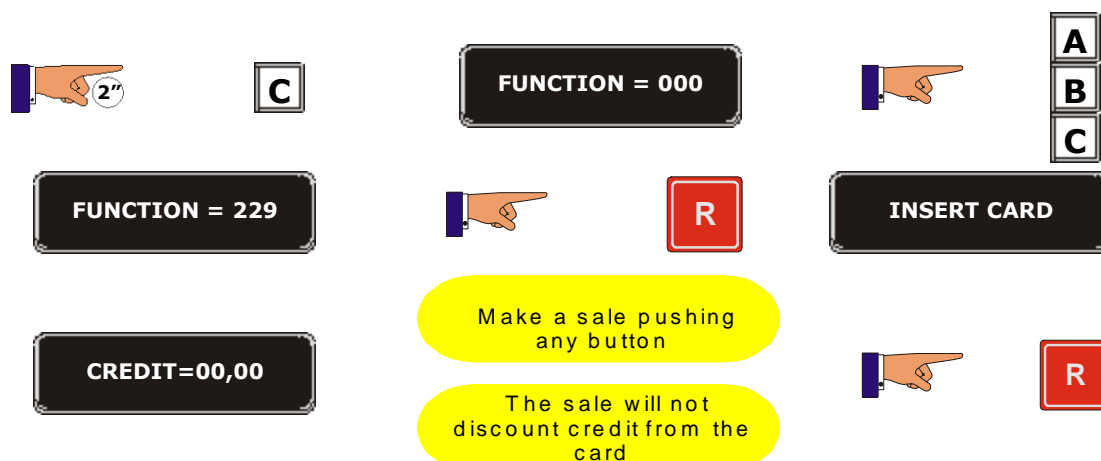 2"
C
FUNCTION = 000
A
B
C
FUNCTION = 229
R
INSERT CARD
CREDIT=00,00
Make a sale pushing
any button
The sale will not
discount credit from the
card
R